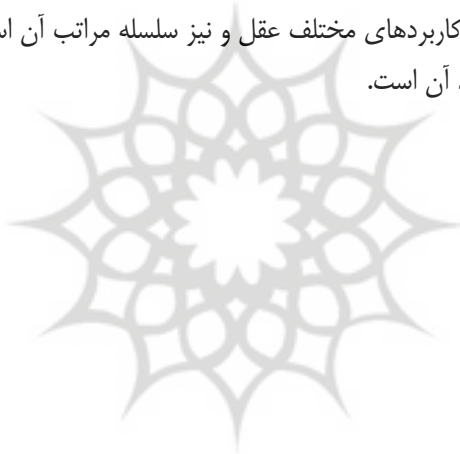 کاربردهای مختلف عقل و نیز سلسله مراتب آن
آن است.